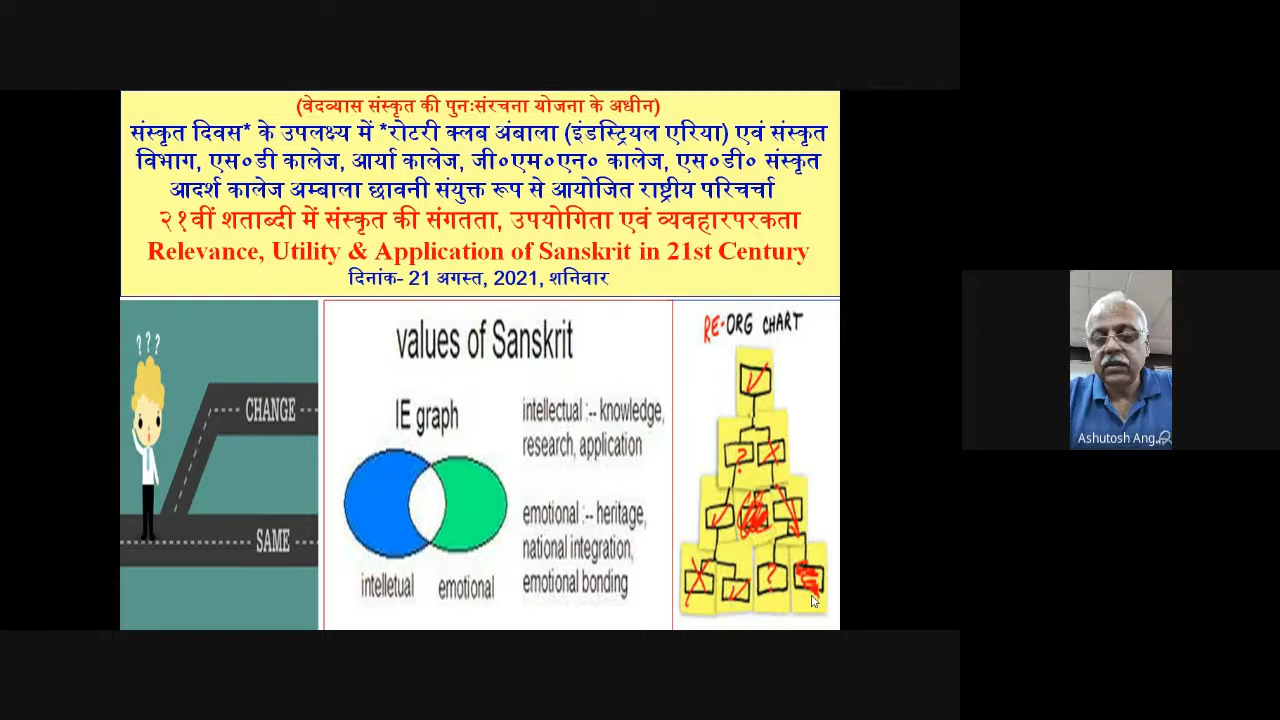 (वेदव्यास संस्कृत की पुनःसंरचना योजना के अधीन)
संस्कृत दिवस* के उपलक्ष्य में *रोटरी क्लब अंबाला (इंडस्ट्रियल एरिया) एवं संस्कृत
विभाग, एस०डी कालेज, आर्या कालेज, जी०एम०एन० कालेज, एस०डी० संस्कृत
आदर्श कालेज अम्बाला छावनी संयुक्त रूप से आयोजित राष्ट्रीय परिचर्चा
२१वीं शताब्दी में संस्कृत की संगतता, उपयोगिता एवं व्यवहारपरकता
Relevance, Utility & Application of Sanskrit in 21st Century
दिनांक- 21 अगस्त, 2021, शनिवार
? ? ?
CHANGE
SAME
values of Sanskrit
IE graph
intellectual :-- knowledge,
research, application
emotional :-- heritage,
national integration,
emotional bonding
intelletual emotional
RE-ORG CHART
?
?
Ashutosh Ang...